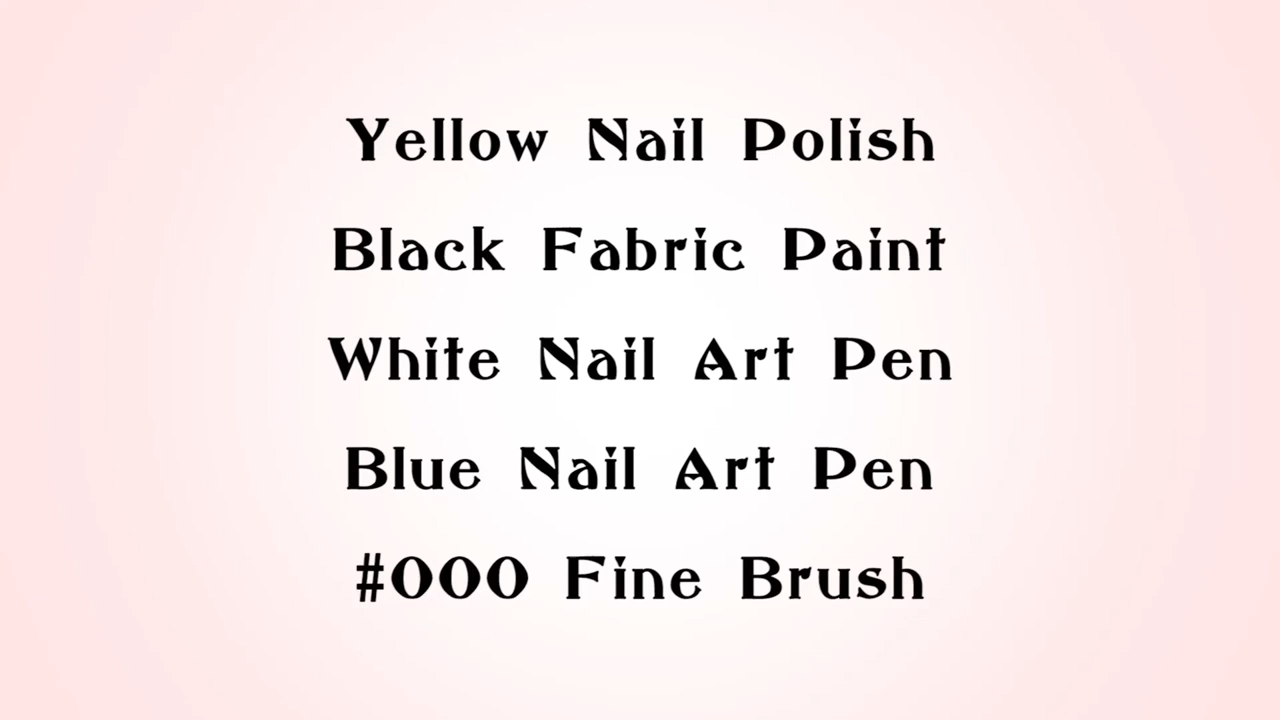 Yellow Nail Polish
Black Fabric Paint
White Nail Art Pen
Blue Nail Art Pen
#000 Fine Brush